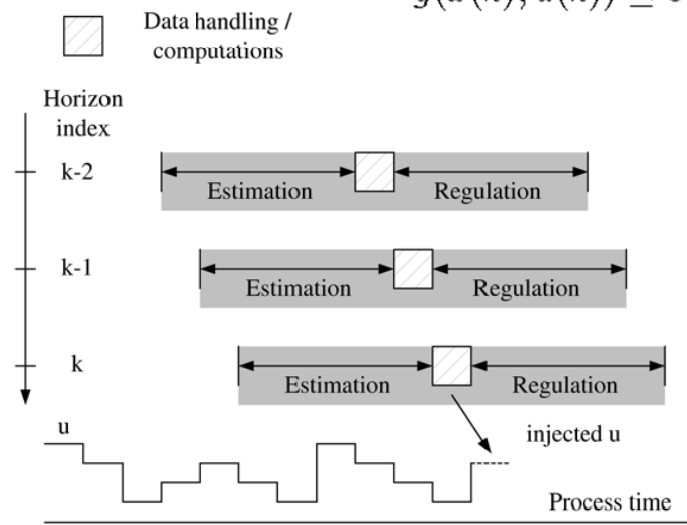 Data handling /
computations
Horizon
index
k-2
Estimation
Regulation
k-1
Estimation
Regulation
k
Estimation
Regulation
u
injected u
Process time